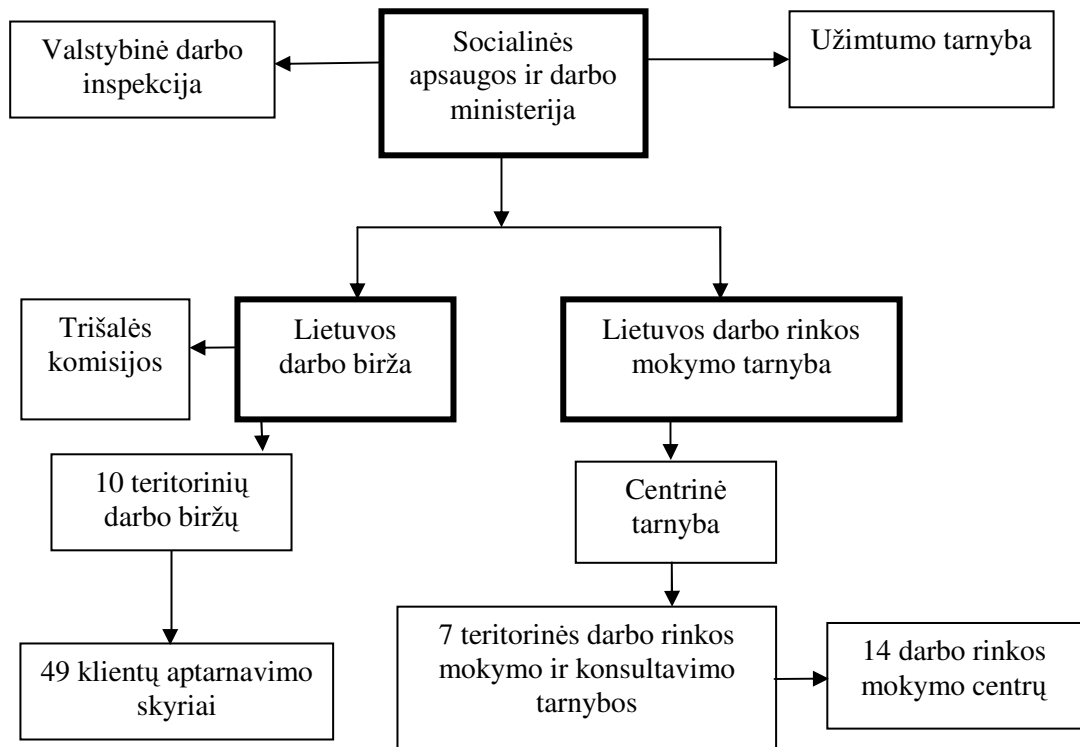 Valstybinė darbo
inspekcija
Socialinės
apsaugos ir darbo
ministerija
Užimtumo tarnyba
Trišalės
komisijos
Lietuvos
darbo birža
Lietuvos darbo rinkos
mokymo tarnyba
10 teritorinių
darbo biržų
Centrinė
tarnyba
49 klientų aptarnavimo
skyriai
7 teritorinės darbo rinkos
mokymo ir konsultavimo
tarnybos
14 darbo rinkos
mokymo centrų